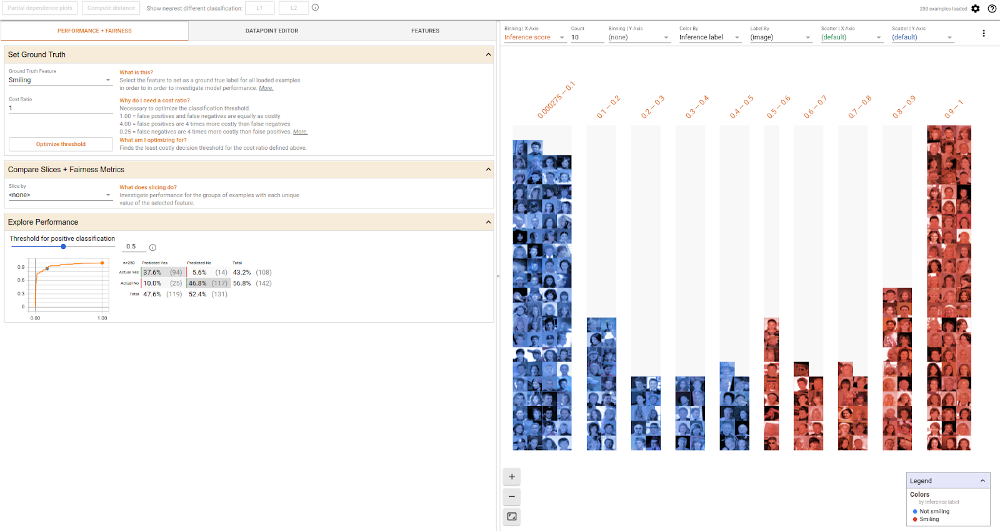 Partial dependence plots
Compute distance
Show nearest different classification:
L1
L2
250 examples loaded
PERFORMANCE + FAIRNESS
DATAPOINT EDITOR
FEATURES
Set Ground Truth
Ground Truth Feature
Smiling
What is this?
Select the feature to set as a ground true label for all loaded examples
in order to in order to investigate model performance. More.
Cost Ratio
1
Why do I need a cost ratio?
Necessary to optimize the classification threshold.
1.00 = false positives and false negatives are equally as costly
4.00 = false positives are 4 times more costly than false negatives
0.25 = false negatives are 4 times more costly than false positives. More.
Optimize threshold
What am I optimizing for?
Finds the least costly decision threshold for the cost ratio defined above.
Compare Slices + Fairness Metrics
Slice by
<none>
What does slicing do?
Investigate performance for the groups of examples with each unique
value of the selected feature.
Explore Performance
Threshold for positive classification
0.5
0.9
0.6
0.3
0
0.00
1.00
n=250 Predicted Yes Predicted No Total
Actual Yes 37.6% (94) 5.6% (14) 43.2% (108)
Actual No 10.0% (25) 46.8% (117) 56.8% (142)
Total 47.6% (119) 52.4% (131)
Binning | X-Axis
Inference score
Count
10
Binning | Y-Axis
(none)
Color By
Inference label
Label By
(image)
Scatter | X-Axis
(default)
Scatter | Y-Axis
(default)
0.000275 – 0.1
0.1 – 0.2
0.2 – 0.3
0.3 – 0.4
0.4 – 0.5
0.5 – 0.6
0.6 – 0.7
0.7 – 0.8
0.8 – 0.9
0.9 – 1
Legend
Colors
by Inference label
Not smiling
Smiling